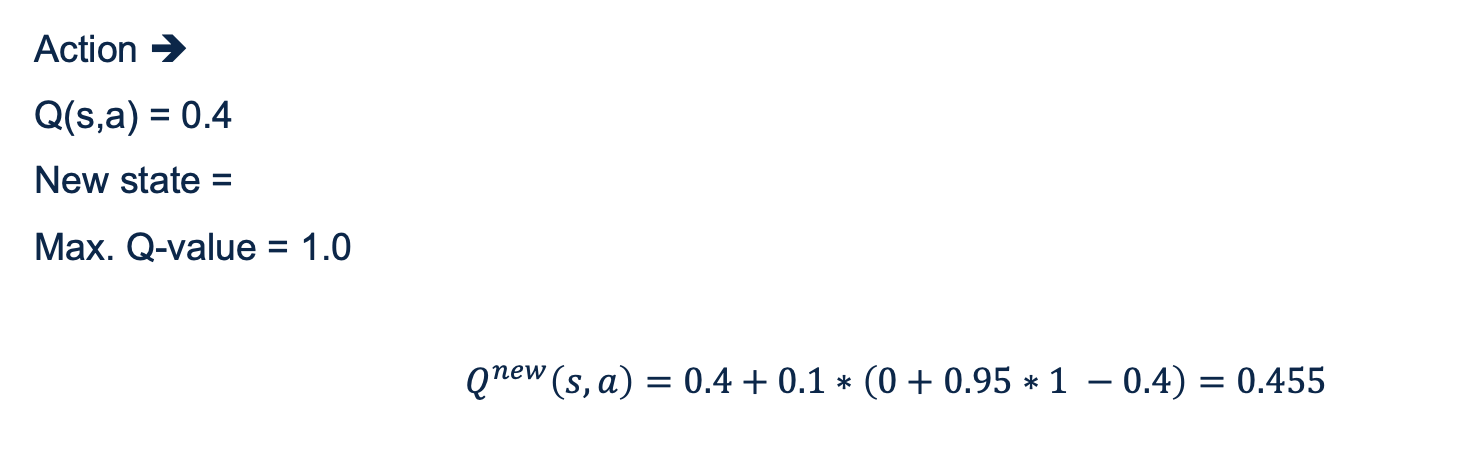 Action ➔
Q(s,a) = 0.4
New state =
Max. Q-value = 1.0
Qⁿᵉʷ(s, a) = 0.4 + 0.1 ∗ (0 + 0.95 ∗ 1 − 0.4) = 0.455